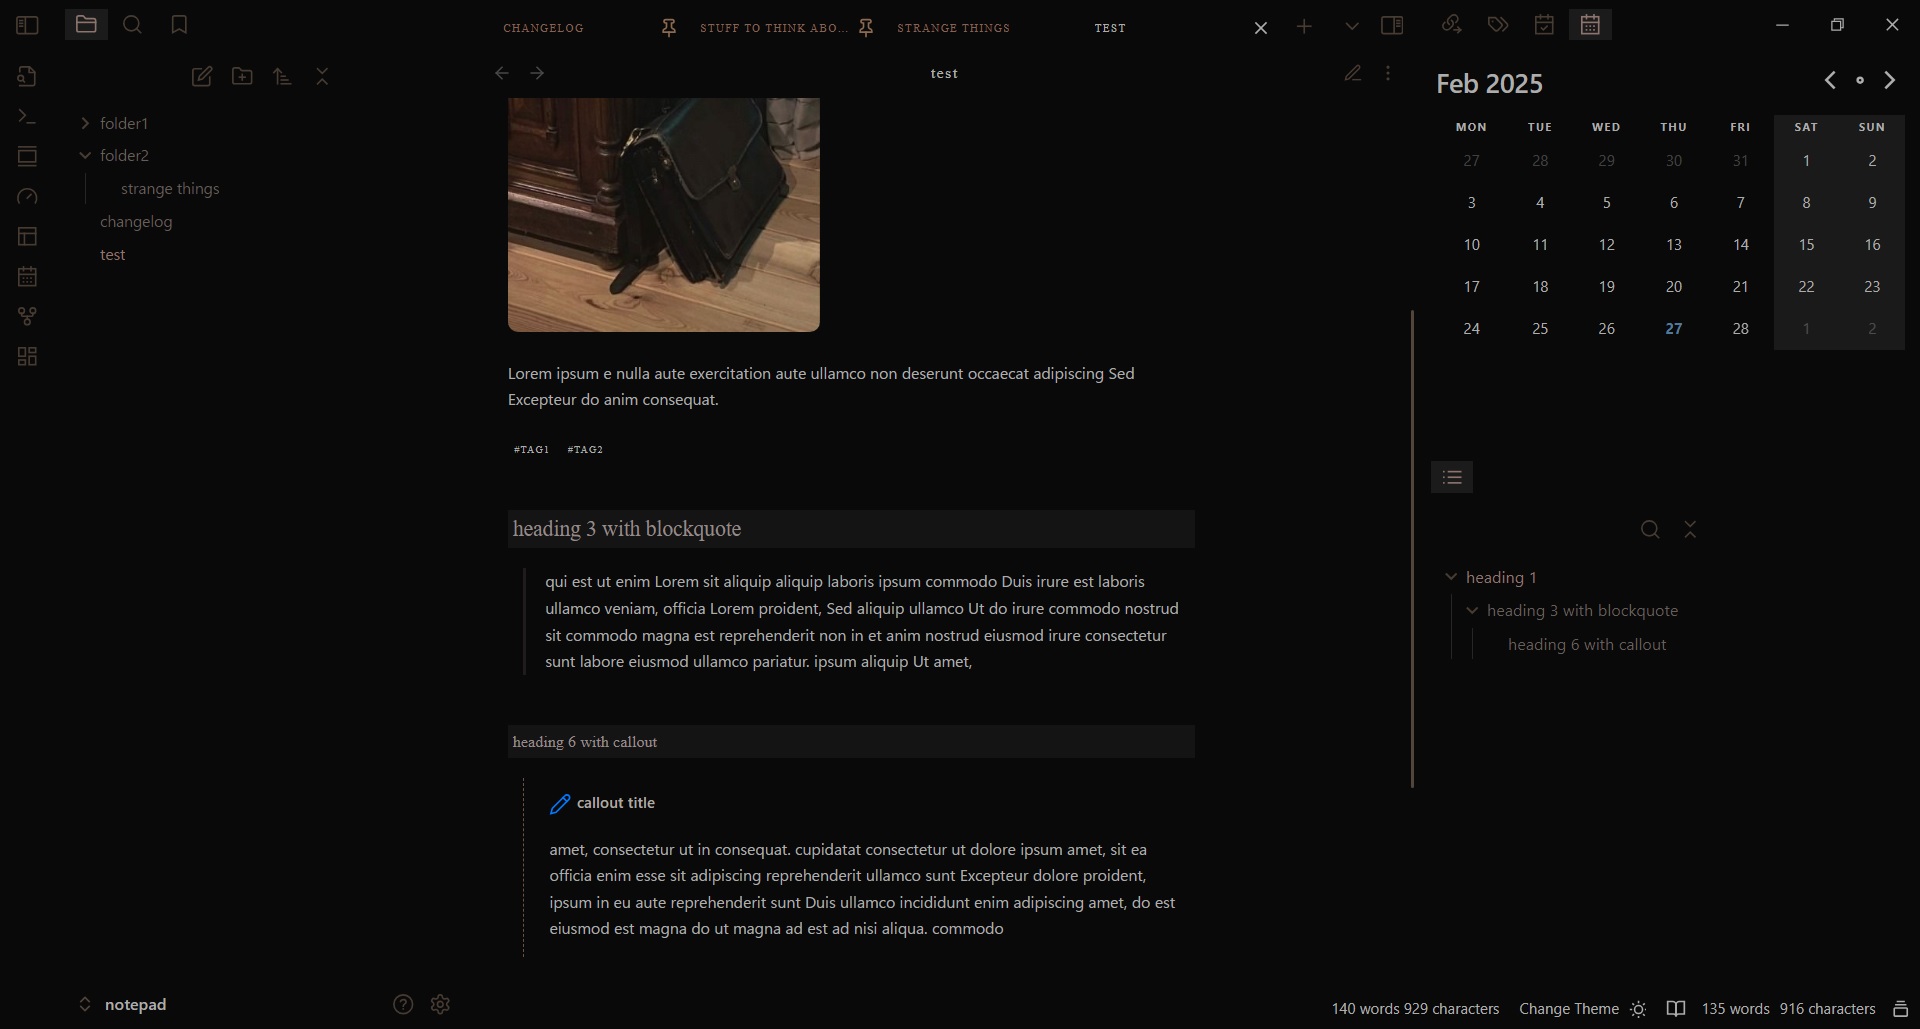 CHANGELOG
STUFF TO THINK ABO...
STRANGE THINGS
TEST
test
folder1
folder2
strange things
changelog
test
Lorem ipsum e nulla aute exercitation aute ullamco non deserunt occaecat adipiscing Sed
Excepteur do anim consequat.
#TAG1 #TAG2
heading 3 with blockquote
qui est ut enim Lorem sit aliquip aliquip laboris ipsum commodo Duis irure est laboris
ullamco veniam, officia Lorem proident, Sed aliquip ullamco Ut do irure commodo nostrud
sit commodo magna est reprehenderit non in et anim nostrud eiusmod irure consectetur
sunt labore eiusmod ullamco pariatur. ipsum aliquip Ut amet,
heading 6 with callout
callout title
amet, consectetur ut in consequat. cupidatat consectetur ut dolore ipsum amet, sit ea
officia enim esse sit adipiscing reprehenderit ullamco sunt Excepteur dolore proident,
ipsum in eu aute reprehenderit sunt Duis ullamco incididunt enim adipiscing amet, do est
eiusmod est magna do ut magna ad est ad nisi aliqua. commodo
Feb 2025
MON TUE WED THU FRI SAT SUN
27 28 29 30 31 1 2
3 4 5 6 7 8 9
10 11 12 13 14 15 16
17 18 19 20 21 22 23
24 25 26 27 28 1 2
heading 1
heading 3 with blockquote
heading 6 with callout
notepad
140 words 929 characters
Change Theme
135 words 916 characters